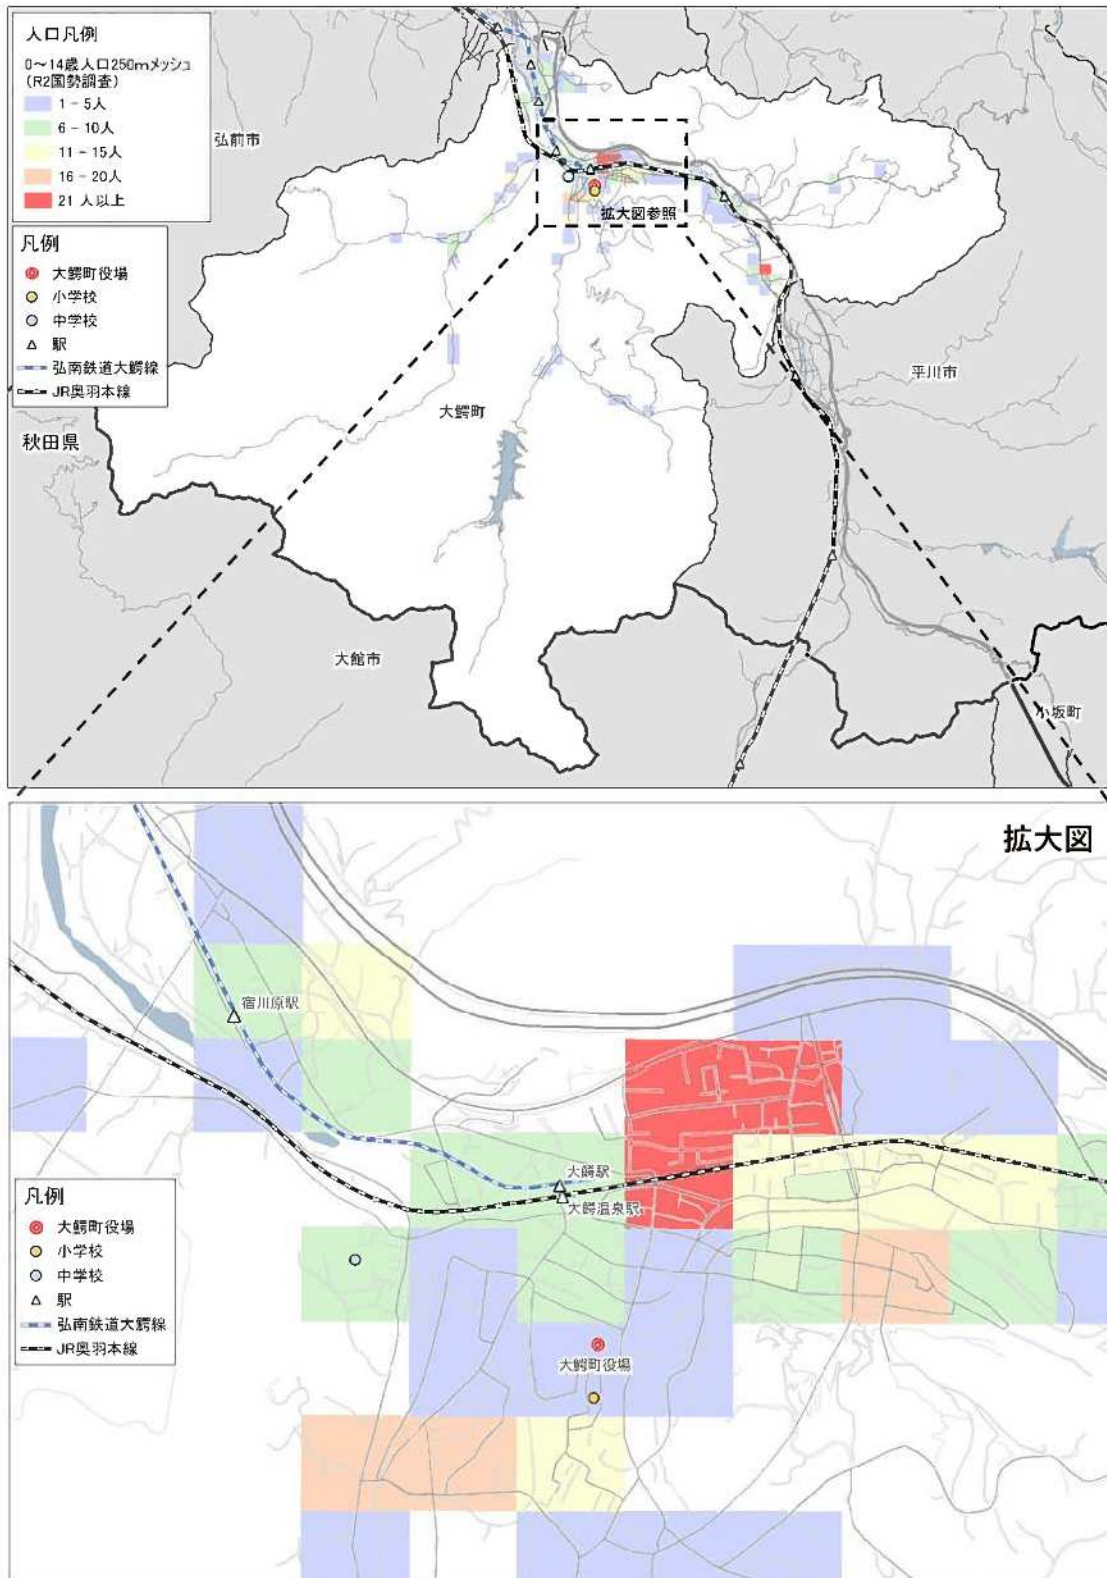 人口凡例
0～14歳人口250mメッシュ
(R2国勢調査)
1 - 5人
6 - 10人
11 - 15人
16 - 20人
21 人以上
凡例
大鰐町役場
小学校
中学校
駅
弘南鉄道大鰐線
JR奥羽本線
弘前市
拡大図参照
平川市
大鰐町
秋田県
大館市
小坂町
拡大図
宿川原駅
大鰐駅
大鰐温泉駅
大鰐町役場
凡例
大鰐町役場
小学校
中学校
駅
弘南鉄道大鰐線
JR奥羽本線